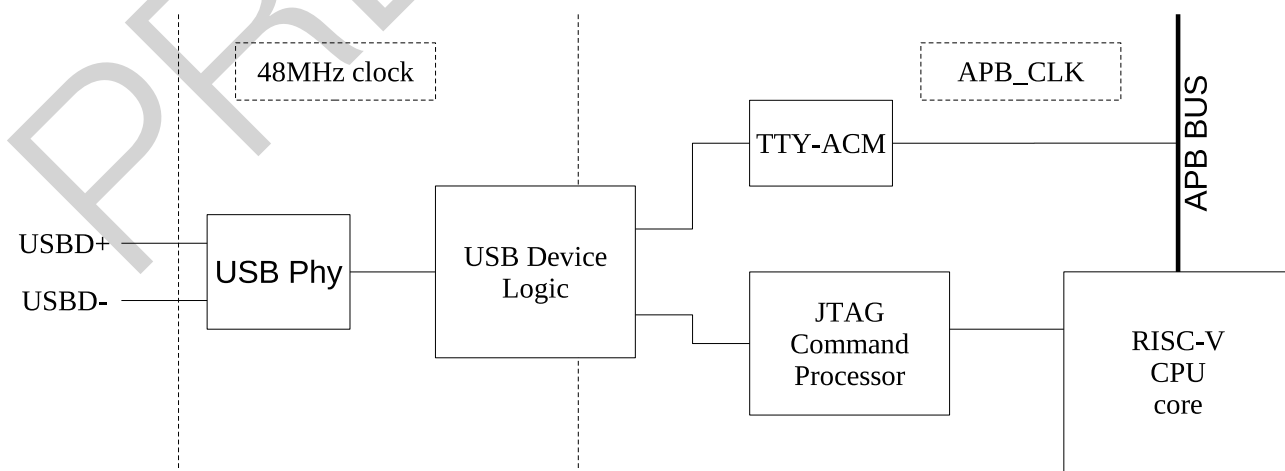 48MHz clock
APB_CLK
APB BUS
TTY-ACM
USBD+
USBD-
USB Phy
USB Device
Logic
JTAG
Command
Processor
RISC-V
CPU
core